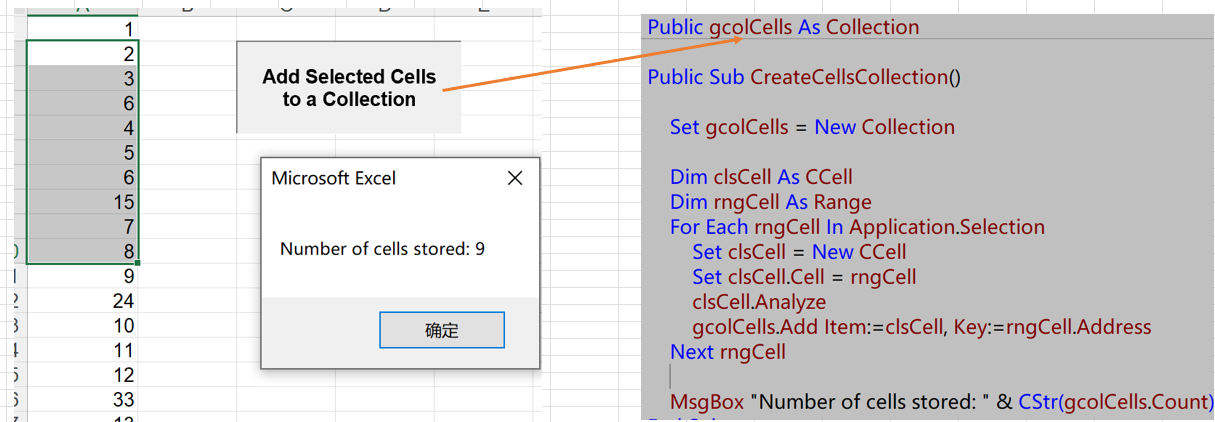 1
2
3
6
4
5
6
15
7
8
9
24
10
11
12
33
Add Selected Cells
to a Collection
Microsoft Excel
Number of cells stored: 9
确定
Public gcolCells As Collection
Public Sub CreateCellsCollection()
Set gcolCells = New Collection
Dim clsCell As CCell
Dim rngCell As Range
For Each rngCell In Application.Selection
Set clsCell = New CCell
Set clsCell.Cell = rngCell
clsCell.Analyze
gcolCells.Add Item:=clsCell, Key:=rngCell.Address
Next rngCell
MsgBox "Number of cells stored: " & CStr(gcolCells.Count)